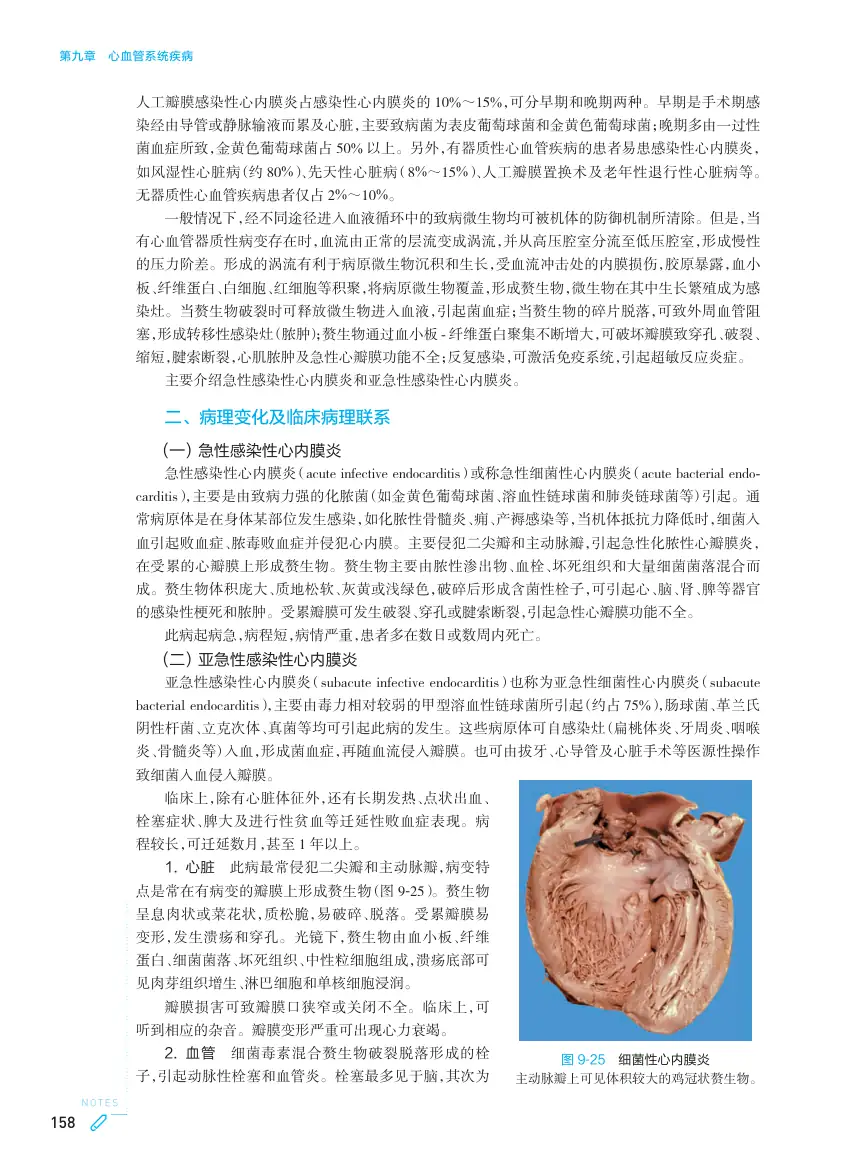 第九章 心血管系统疾病
人工瓣膜感染性心内膜炎占感染性心内膜炎的 10%～15%,可分早期和晚期两种。早期是手术期感
染经由导管或静脉输液而累及心脏,主要致病菌为表皮葡萄球菌和金黄色葡萄球菌;晚期多由一过性
菌血症所致,金黄色葡萄球菌占 50% 以上。另外,有器质性心血管疾病的患者易患感染性心内膜炎,
如风湿性心脏病(约 80%)、先天性心脏病(8%～15%)、人工瓣膜置换术及老年性退行性心脏病等。
无器质性心血管疾病患者仅占 2%～10%。
一般情况下,经不同途径进入血液循环中的致病微生物均可被机体的防御机制所清除。但是,当
有心血管器质性病变存在时,血流由正常的层流变成涡流,并从高压腔室分流至低压腔室,形成慢性
的压力阶差。形成的涡流有利于病原微生物沉积和生长,受血流冲击处的内膜损伤,胶原暴露,血小
板、纤维蛋白、白细胞、红细胞等积聚,将病原微生物覆盖,形成赘生物,微生物在其中生长繁殖成为感
染灶。当赘生物破裂时可释放微生物进入血液,引起菌血症;当赘生物的碎片脱落,可致外周血管阻
塞,形成转移性感染灶(脓肿);赘生物通过血小板 - 纤维蛋白聚集不断增大,可破坏瓣膜致穿孔、破裂、
缩短,腱索断裂,心肌脓肿及急性心瓣膜功能不全;反复感染,可激活免疫系统,引起超敏反应炎症。
主要介绍急性感染性心内膜炎和亚急性感染性心内膜炎。
二、病理变化及临床病理联系
(一)急性感染性心内膜炎
急性感染性心内膜炎(acute infective endocarditis)或称急性细菌性心内膜炎(acute bacterial endo-
carditis),主要是由致病力强的化脓菌(如金黄色葡萄球菌、溶血性链球菌和肺炎链球菌等)引起。通
常病原体是在身体某部位发生感染,如化脓性骨髓炎、痈、产褥感染等,当机体抵抗力降低时,细菌入
血引起败血症、脓毒败血症并侵犯心内膜。主要侵犯二尖瓣和主动脉瓣,引起急性化脓性心瓣膜炎,
在受累的心瓣膜上形成赘生物。赘生物主要由脓性渗出物、血栓、坏死组织和大量细菌菌落混合而
成。赘生物体积庞大、质地松软、灰黄或浅绿色,破碎后形成含菌性栓子,可引起心、脑、肾、脾等器官
的感染性梗死和脓肿。受累瓣膜可发生破裂、穿孔或腱索断裂,引起急性心瓣膜功能不全。
此病起病急,病程短,病情严重,患者多在数日或数周内死亡。
(二)亚急性感染性心内膜炎
亚急性感染性心内膜炎(subacute infective endocarditis)也称为亚急性细菌性心内膜炎(subacute
bacterial endocarditis),主要由毒力相对较弱的甲型溶血性链球菌所引起(约占 75%),肠球菌、革兰氏
阴性杆菌、立克次体、真菌等均可引起此病的发生。这些病原体可自感染灶(扁桃体炎、牙周炎、咽喉
炎、骨髓炎等)入血,形成菌血症,再随血流侵入瓣膜。也可由拔牙、心导管及心脏手术等医源性操作
致细菌入血侵入瓣膜。
临床上,除有心脏体征外,还有长期发热、点状出血、
栓塞症状、脾大及进行性贫血等迁延性败血症表现。病
程较长,可迁延数月,甚至 1 年以上。
1. 心脏 此病最常侵犯二尖瓣和主动脉瓣,病变特
点是常在有病变的瓣膜上形成赘生物(图 9-25)。赘生物
呈息肉状或菜花状,质松脆,易破碎、脱落。受累瓣膜易
变形,发生溃疡和穿孔。光镜下,赘生物由血小板、纤维
蛋白、细菌菌落、坏死组织、中性粒细胞组成,溃疡底部可
见肉芽组织增生、淋巴细胞和单核细胞浸润。
瓣膜损害可致瓣膜口狭窄或关闭不全。临床上,可
听到相应的杂音。瓣膜变形严重可出现心力衰竭。
2. 血管 细菌毒素混合赘生物破裂脱落形成的栓
子,引起动脉性栓塞和血管炎。栓塞最多见于脑,其次为
图 9-25 细菌性心内膜炎
主动脉瓣上可见体积较大的鸡冠状赘生物。
NOTES
158